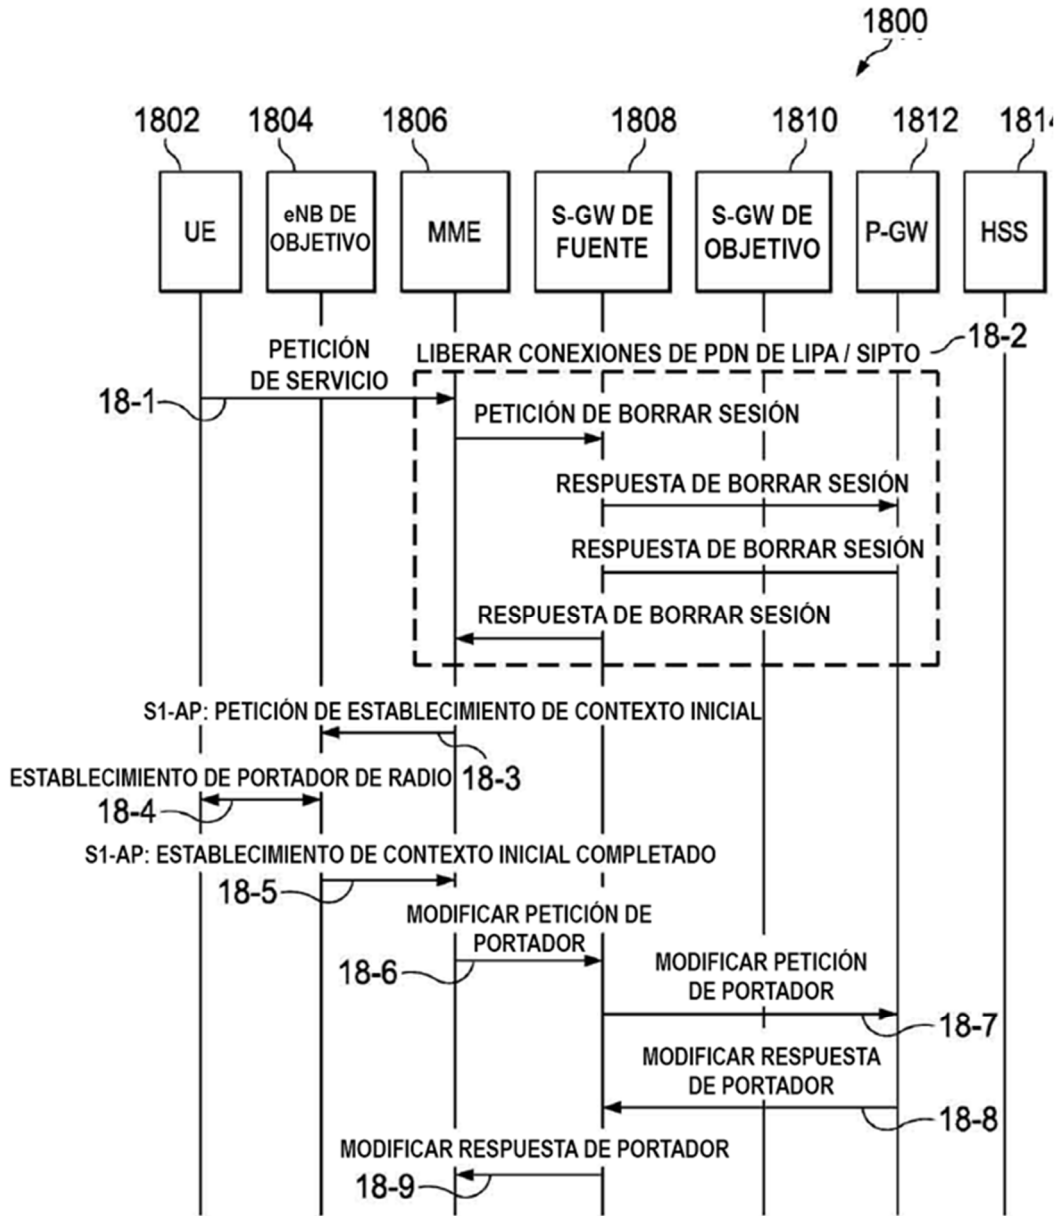 1800
1802
1804
1806
1808
1810
1812
181
UE
eNB DE
OBJETIVO
MME
S-GW DE
FUENTE
S-GW DE
OBJETIVO
P-GW
HSS
PETICIÓN
DE SERVICIO
18-1
LIBERAR CONEXIONES DE PDN DE LIPA / SIPTO
18-2
PETICIÓN DE BORRAR SESIÓN
RESPUESTA DE BORRAR SESIÓN
RESPUESTA DE BORRAR SESIÓN
RESPUESTA DE BORRAR SESIÓN
S1-AP: PETICIÓN DE ESTABLECIMIENTO DE CONTEXTO INICIAL
18-3
ESTABLECIMIENTO DE PORTADOR DE RADIO
18-4
S1-AP: ESTABLECIMIENTO DE CONTEXTO INICIAL COMPLETADO
18-5
MODIFICAR PETICIÓN DE
PORTADOR
18-6
MODIFICAR PETICIÓN
DE PORTADOR
18-7
MODIFICAR RESPUESTA
DE PORTADOR
18-8
MODIFICAR RESPUESTA DE PORTADOR
18-9